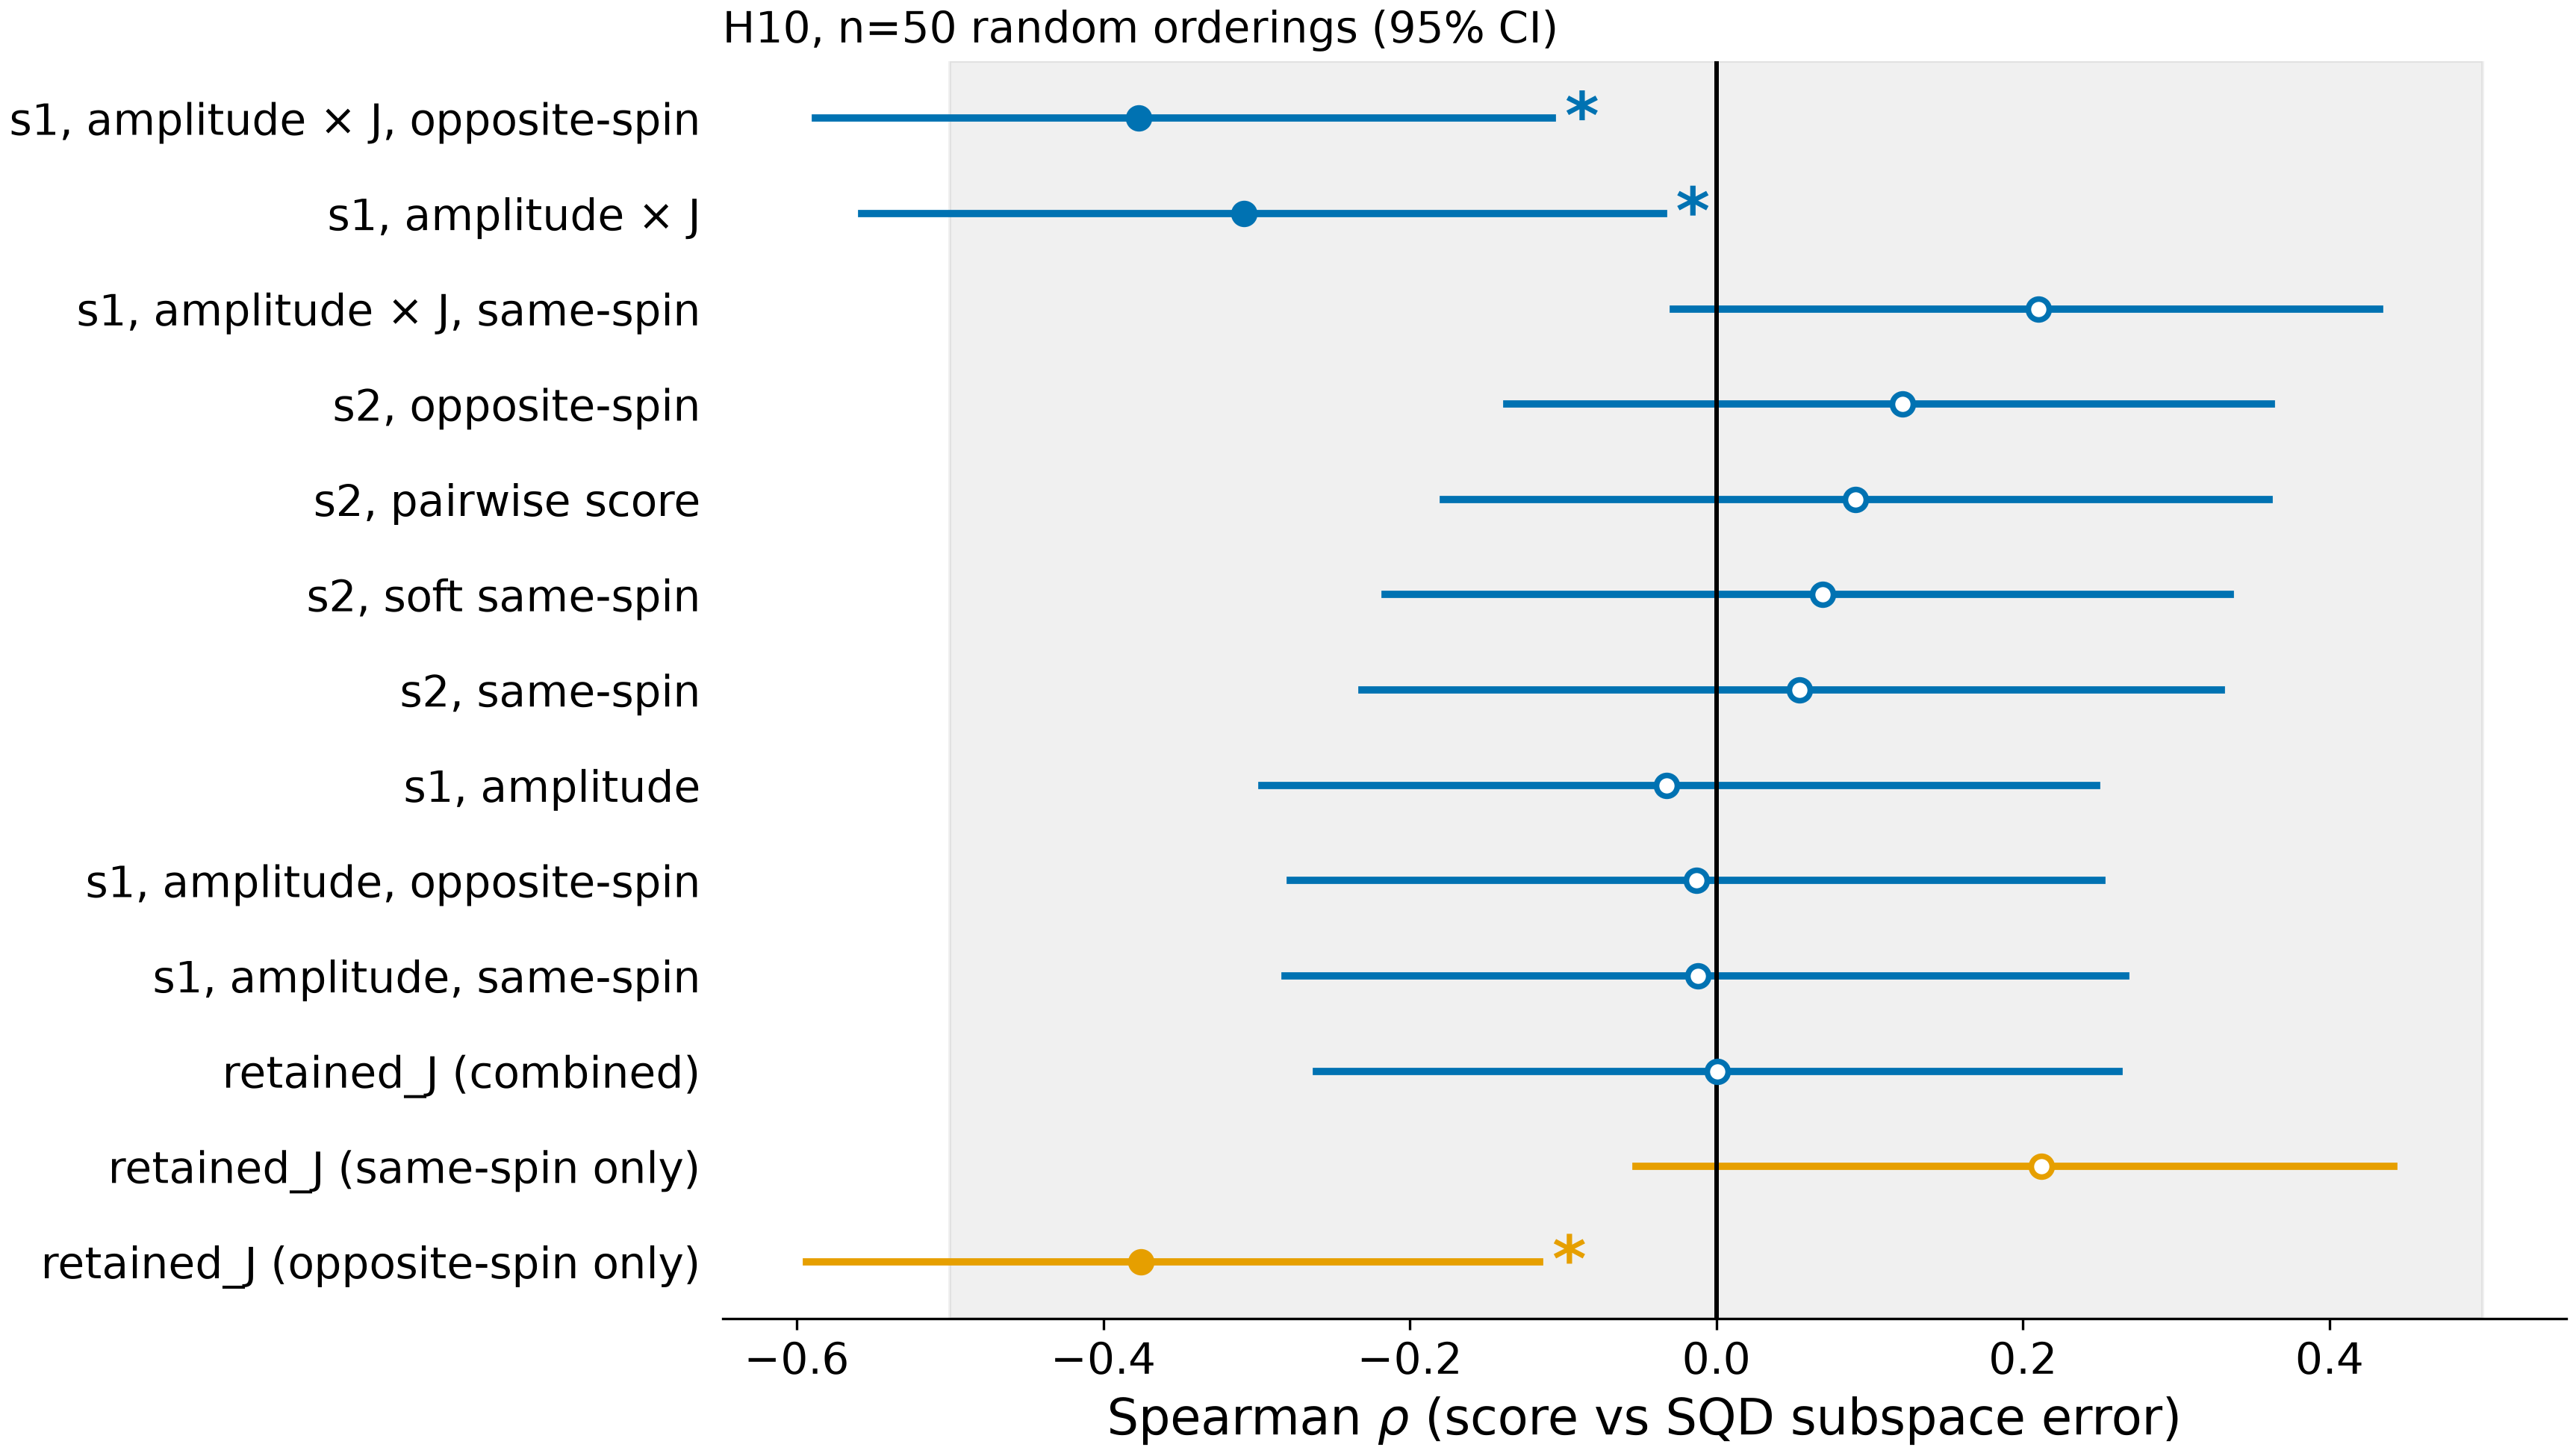 H10, n=50 random orderings (95% CI)
s1, amplitude × J, opposite-spin
*
s1, amplitude × J
*
s1, amplitude × J, same-spin
s2, opposite-spin
s2, pairwise score
s2, soft same-spin
s2, same-spin
s1, amplitude
s1, amplitude, opposite-spin
s1, amplitude, same-spin
retained_J (combined)
retained_J (same-spin only)
retained_J (opposite-spin only)
*
−0.6 −0.4 −0.2 0.0 0.2 0.4
Spearman ρ (score vs SQD subspace error)